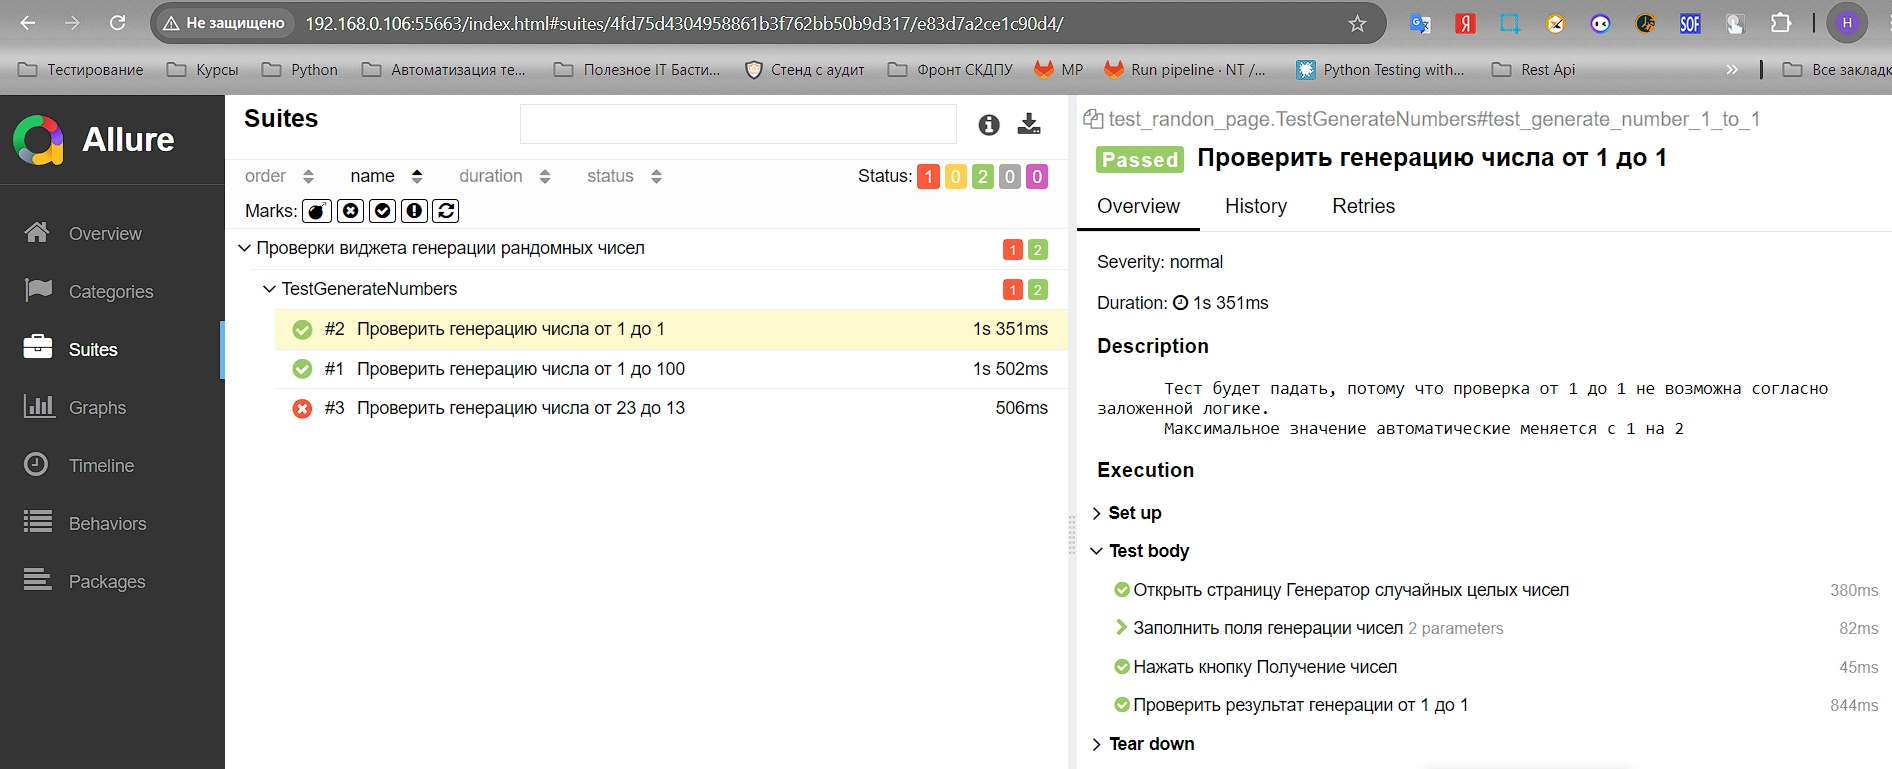 Не защищено 192.168.0.106:55663/index.html#suites/4fd75d4304958861b3f762bb50b9d317/e83d7a2ce1c90d4/
SOF
H
Тестирование Курсы Python Автоматизация те... Полезное IT Басти... Стенд с аудит Фронт СКДПУ МР Run pipeline · NT /... Python Testing with... Rest Api » Все заклад
Allure
Overview
Categories
Suites
Graphs
Timeline
Behaviors
Packages
Suites
order name duration status Status: 1 0 2 0 0
Marks:
Проверки виджета генерации рандомных чисел 1 2
TestGenerateNumbers 1 2
#2 Проверить генерацию числа от 1 до 1 1s 351ms
#1 Проверить генерацию числа от 1 до 100 1s 502ms
#3 Проверить генерацию числа от 23 до 13 506ms
test_randon_page.TestGenerateNumbers#test_generate_number_1_to_1
Passed Проверить генерацию числа от 1 до 1
Overview History Retries
Severity: normal
Duration: 1s 351ms
Description
Тест будет падать, потому что проверка от 1 до 1 не возможна согласно
заложенной логике.
Максимальное значение автоматические меняется с 1 на 2
Execution
Set up
Test body
Открыть страницу Генератор случайных целых чисел 380ms
Заполнить поля генерации чисел 2 parameters 82ms
Нажать кнопку Получение чисел 45ms
Проверить результат генерации от 1 до 1 844ms
Tear down